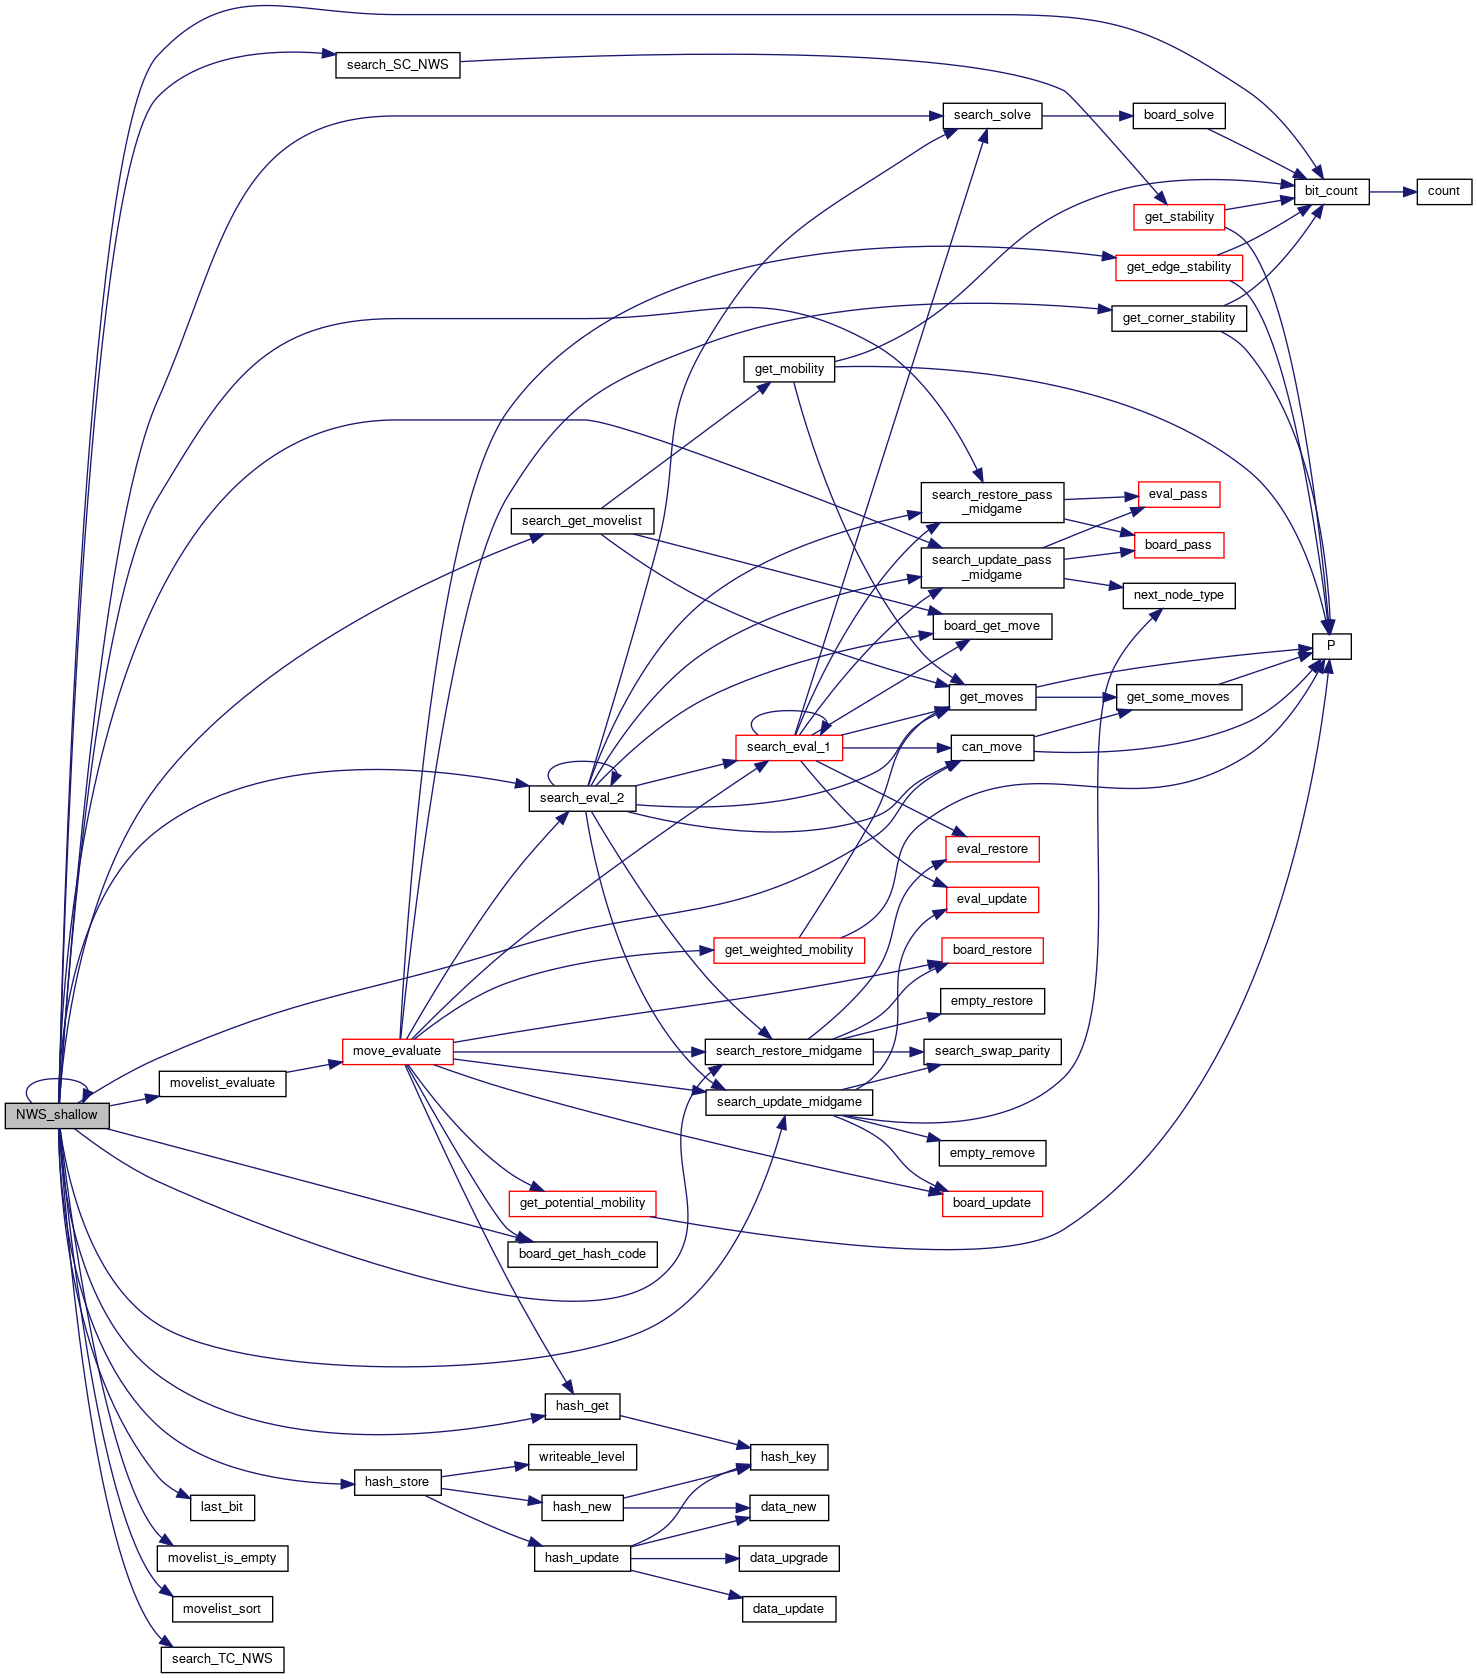 search_SC_NWS
search_solve
board_solve
bit_count
count
get_stability
get_edge_stability
get_corner_stability
get_mobility
search_restore_pass
_midgame
eval_pass
search_get_movelist
board_pass
search_update_pass
_midgame
next_node_type
board_get_move
P
get_moves
get_some_moves
search_eval_1
can_move
search_eval_2
eval_restore
eval_update
get_weighted_mobility
board_restore
empty_restore
move_evaluate
search_restore_midgame
search_swap_parity
movelist_evaluate
search_update_midgame
NWS_shallow
empty_remove
get_potential_mobility
board_update
board_get_hash_code
hash_get
writeable_level
hash_key
hash_store
last_bit
hash_new
data_new
movelist_is_empty
hash_update
data_upgrade
movelist_sort
data_update
search_TC_NWS